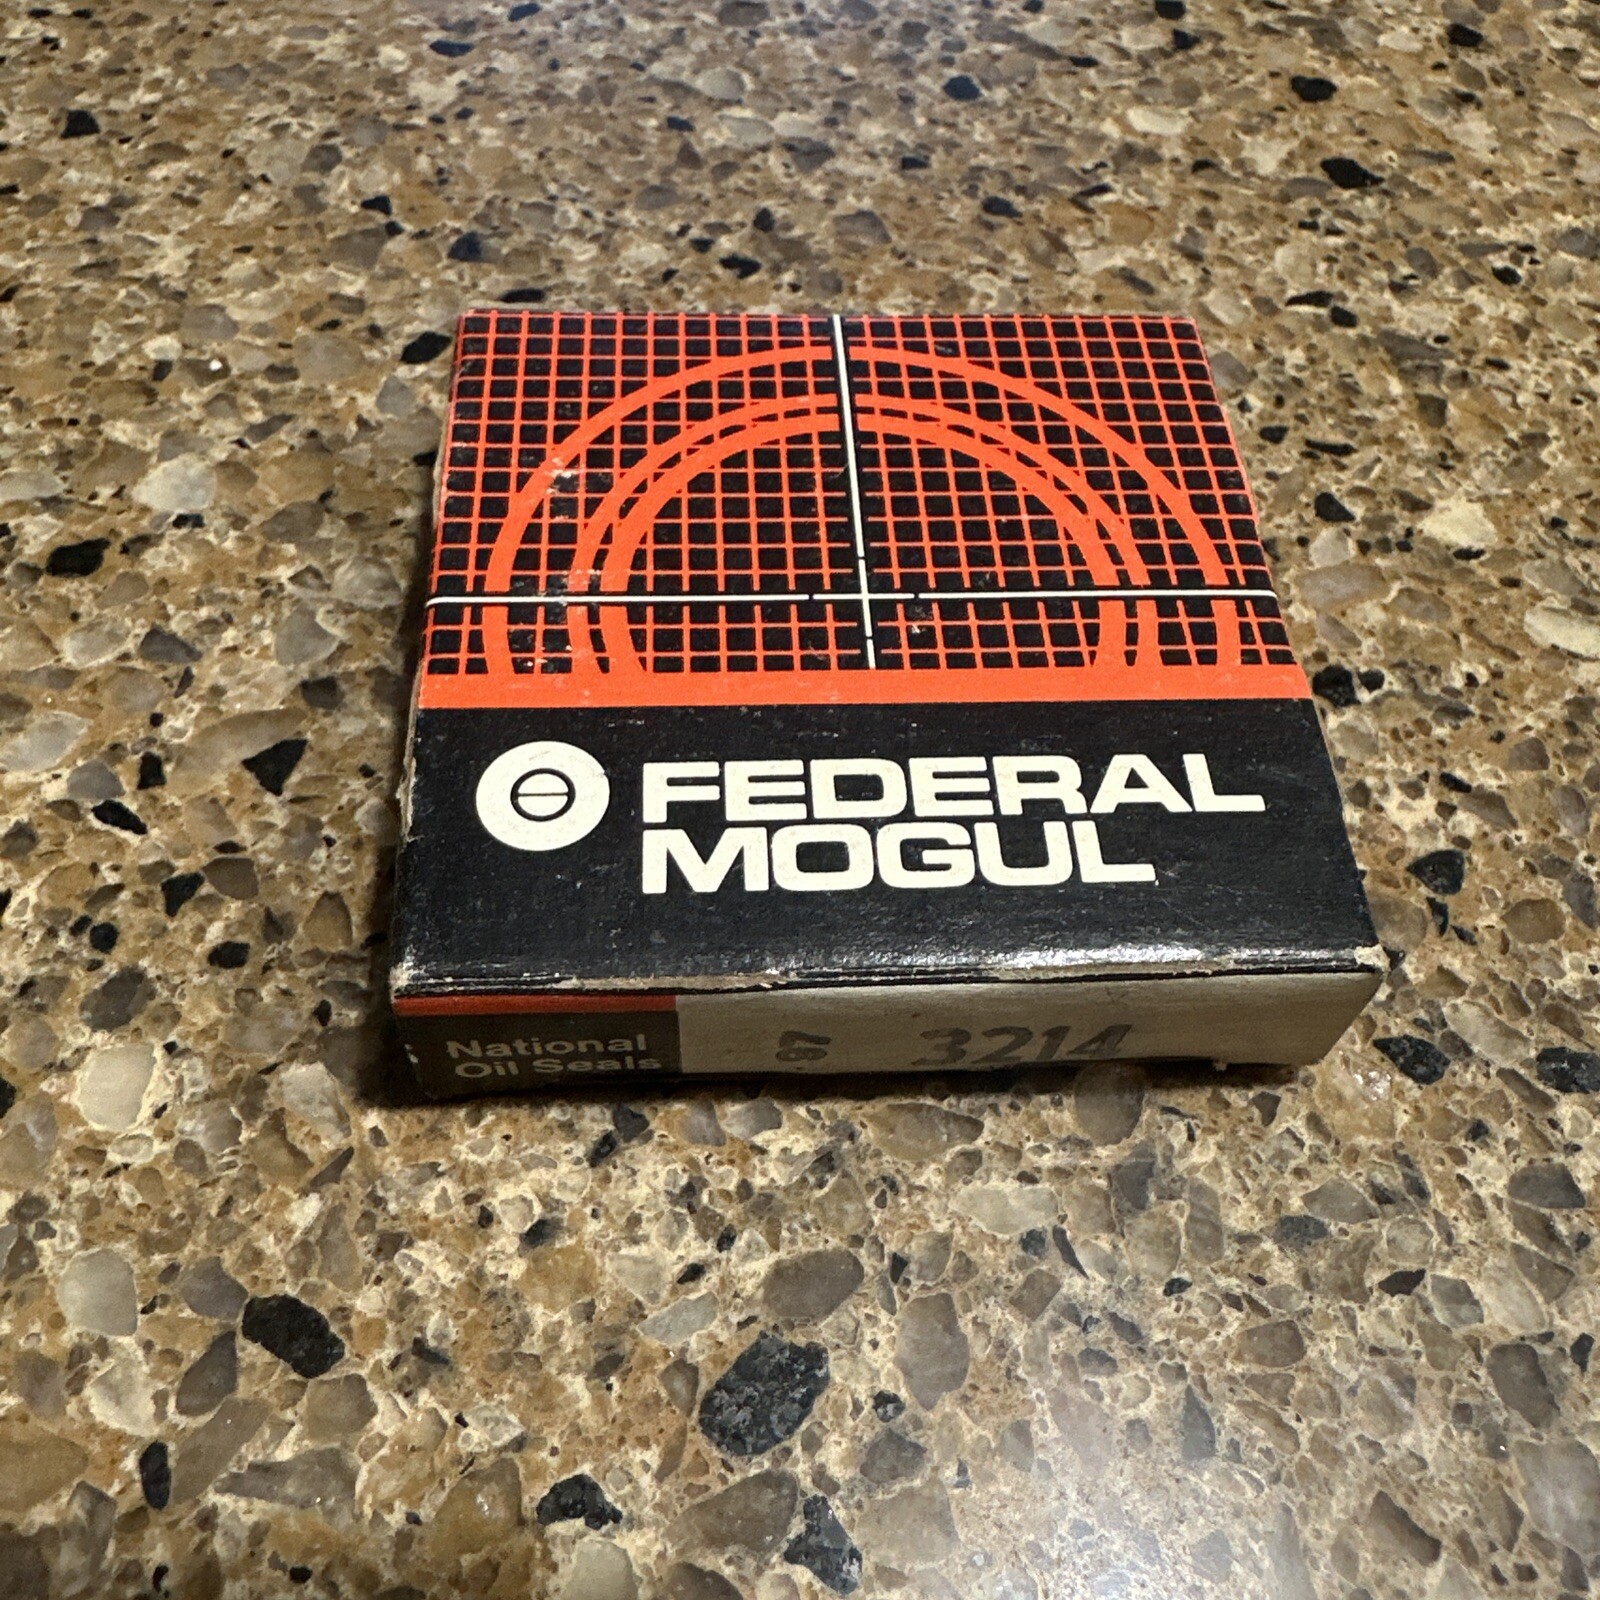 FEDERAL
MOGUL
National
Oil Seals
3214